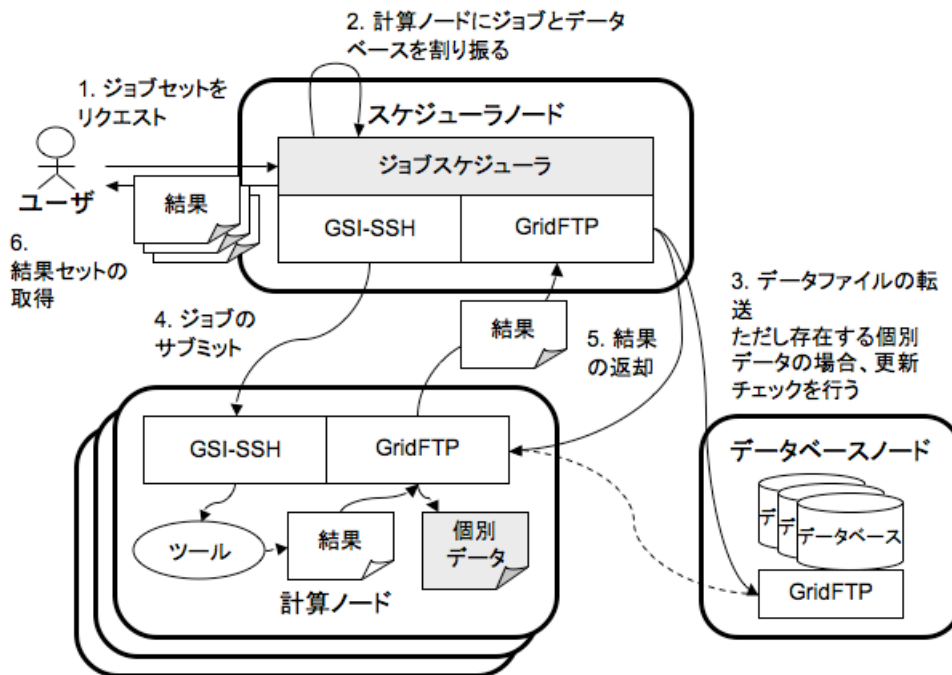 2. 計算ノードにジョブとデータ
ベースを割り振る
1. ジョブセットを
リクエスト
スケジューラノード
ジョブスケジューラ
ユーザ
結果
GSI-SSH
GridFTP
6.
結果セットの
取得
3. データファイルの転
送
ただし存在する個別
データの場合、更新
チェックを行う
4. ジョブの
サブミット
結果
5. 結果
の返却
GSI-SSH
GridFTP
データベースノード
デ
デ
データベース
ツール
結果
個別
データ
GridFTP
計算ノード